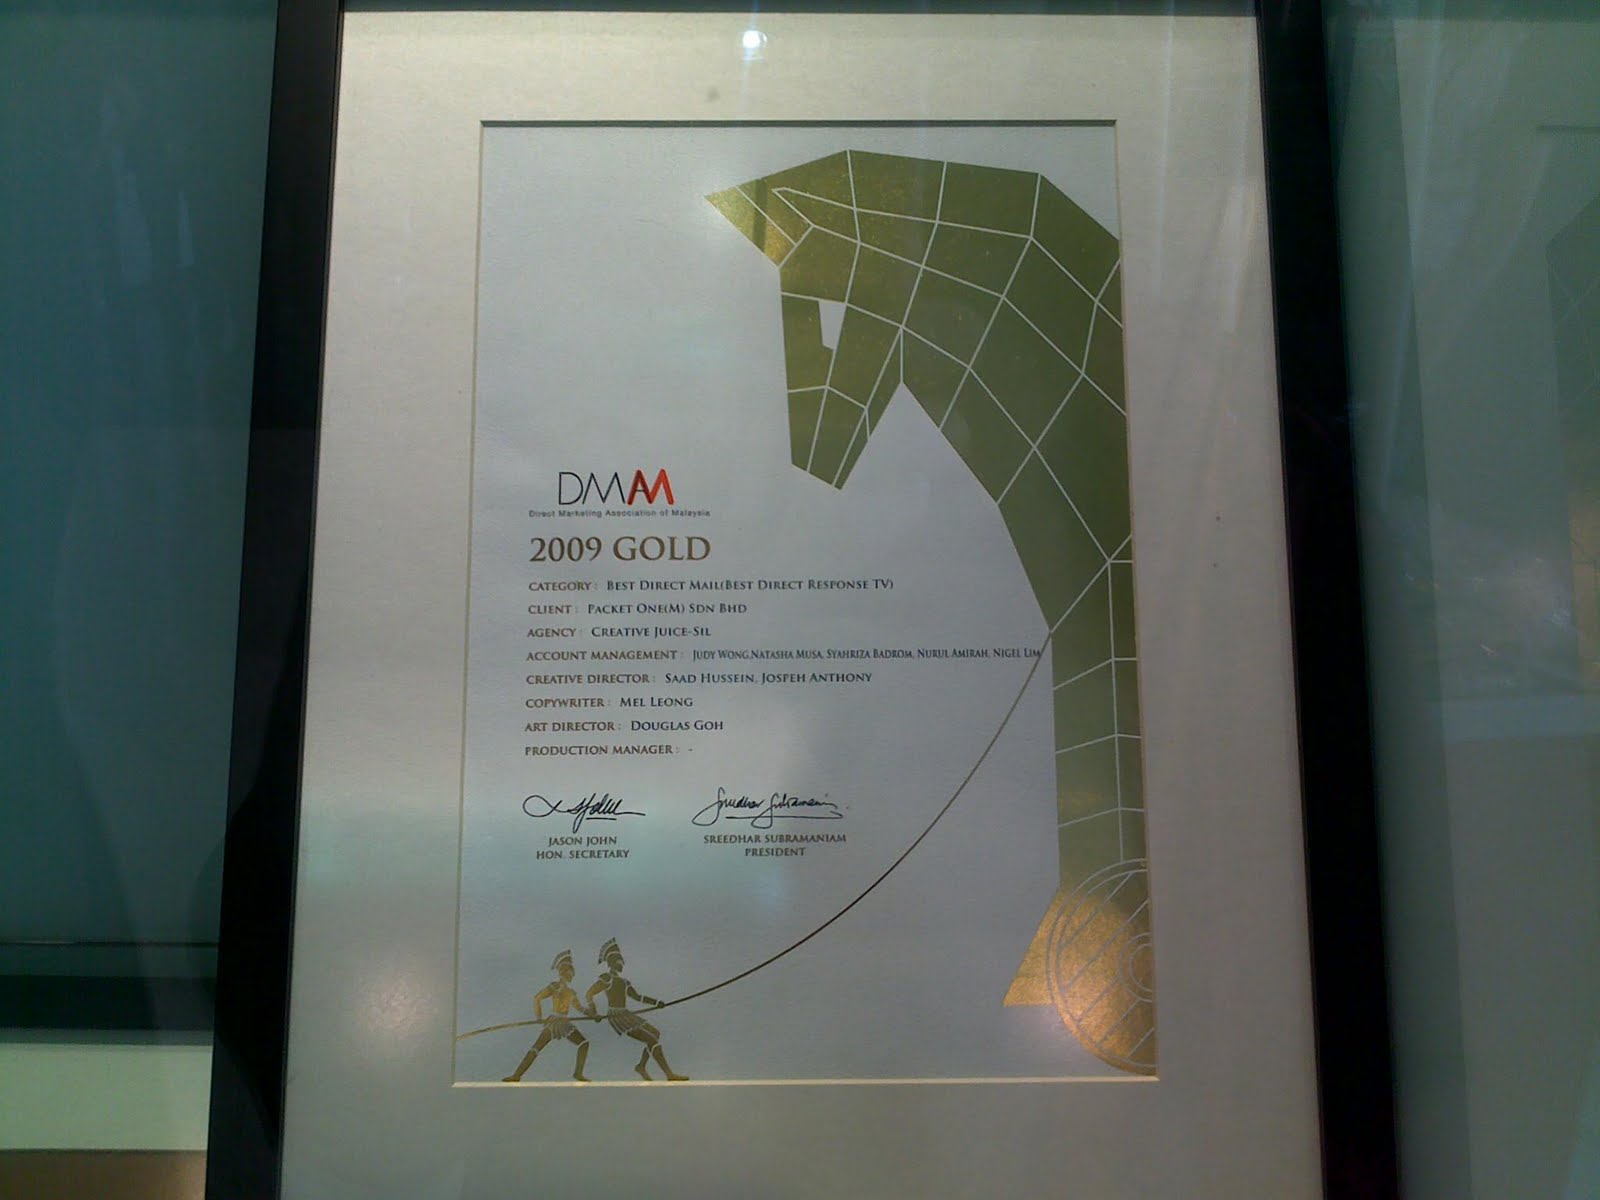 DMAM
Direct Marketing Association of Malaysia
2009 GOLD
CATEGORY : BEST DIRECT MAIL(BEST DIRECT RESPONSE TV)
CLIENT : PACKET ONE(M) SDN BHD
AGENCY : CREATIVE JUICE-SIL
ACCOUNT MANAGEMENT : JUDY WONG,NATASHA MUSA, SYAHRIZA BADROM, NURUL AMIRAH, NIGEL LIM
CREATIVE DIRECTOR : SAAD HUSSEIN, JOSPEH ANTHONY
COPYWRITER : MEL LEONG
ART DIRECTOR : DOUGLAS GOH
PRODUCTION MANAGER : -
Sreedhar Subramaniam
JASON JOHN
HON. SECRETARY
SREEDHAR SUBRAMANIAM
PRESIDENT